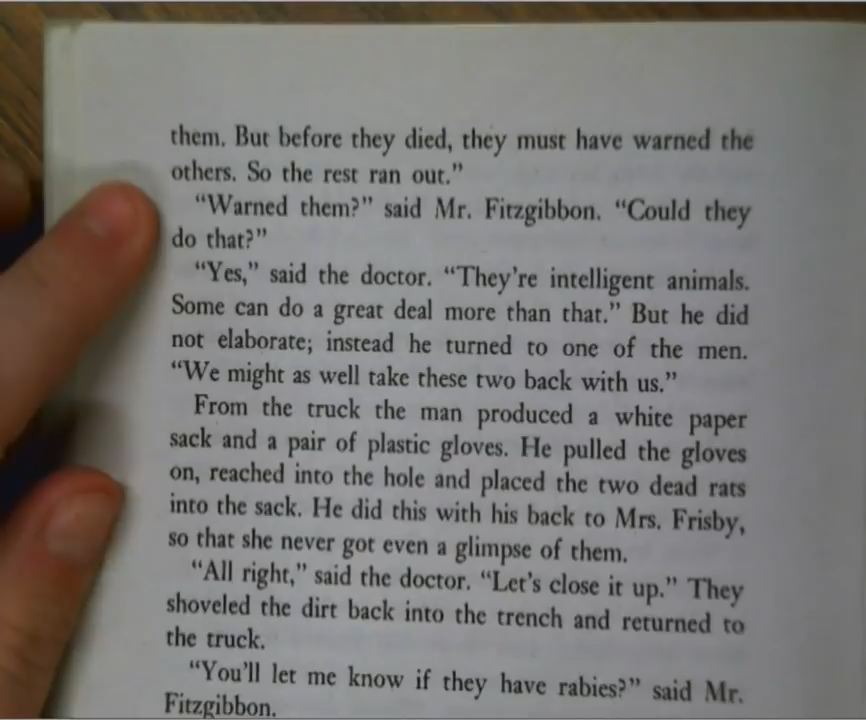 them. But before they died, they must have warned the
others. So the rest ran out.”
“Warned them?” said Mr. Fitzgibbon. “Could they
do that?”
“Yes,” said the doctor. “They’re intelligent animals.
Some can do a great deal more than that.” But he did
not elaborate; instead he turned to one of the men.
“We might as well take these two back with us.”
From the truck the man produced a white paper
sack and a pair of plastic gloves. He pulled the gloves
on, reached into the hole and placed the two dead rats
into the sack. He did this with his back to Mrs. Frisby,
so that she never got even a glimpse of them.
“All right,” said the doctor. “Let’s close it up.” They
shoveled the dirt back into the trench and returned to
the truck.
“You’ll let me know if they have rabies?” said Mr.
Fitzgibbon.